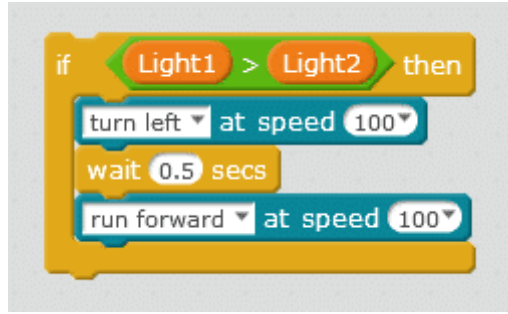 if Light1 > Light2 then
turn left at speed 100
wait 0.5 secs
run forward at speed 100